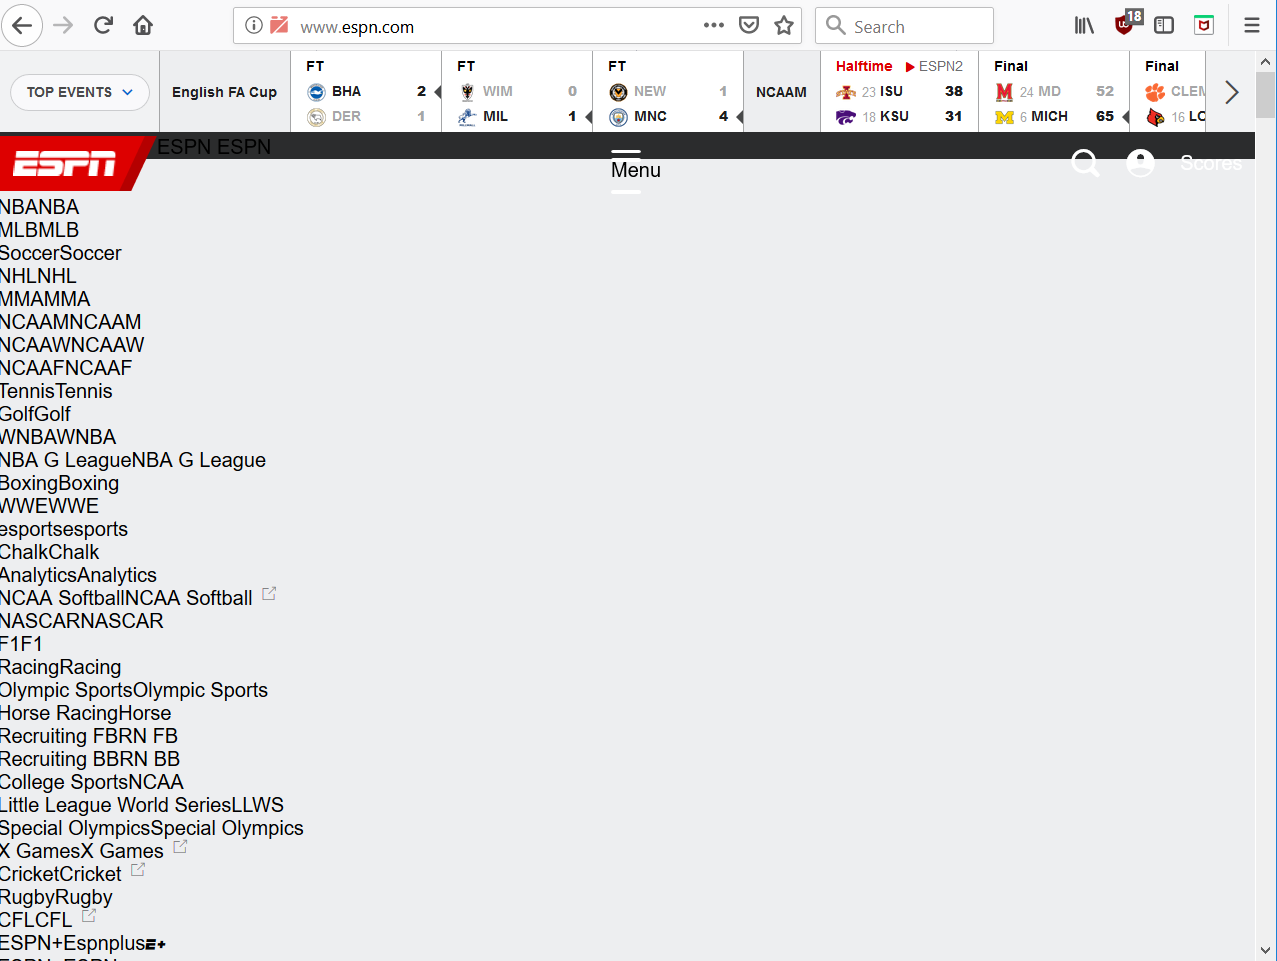 www.espn.com
Search
18
TOP EVENTS
English FA Cup
FT
BHA 2
DER 1
FT
WIM 0
MIL 1
FT
NEW 1
MNC 4
NCAAM
Halftime ESPN2
23 ISU 38
18 KSU 31
Final
24 MD 52
6 MICH 65
Final
CLEM
16 LO
ESPN ESPN ESPN
Menu
Scores
NBANBA
MLBMLB
SoccerSoccer
NHLNHL
MMAMMA
NCAAMNCAAM
NCAAWNCAAW
NCAAFNCAAF
TennisTennis
GolfGolf
WNBAWNBA
NBA G LeagueNBA G League
BoxingBoxing
WWEWWE
esportsesports
ChalkChalk
AnalyticsAnalytics
NCAA SoftballNCAA Softball
NASCARNASCAR
F1F1
RacingRacing
Olympic SportsOlympic Sports
Horse RacingHorse
Recruiting FBRN FB
Recruiting BBRN BB
College SportsNCAA
Little League World SeriesLLWS
Special OlympicsSpecial Olympics
X GamesX Games
CricketCricket
RugbyRugby
CFLCFL
ESPN+EspnplusE+